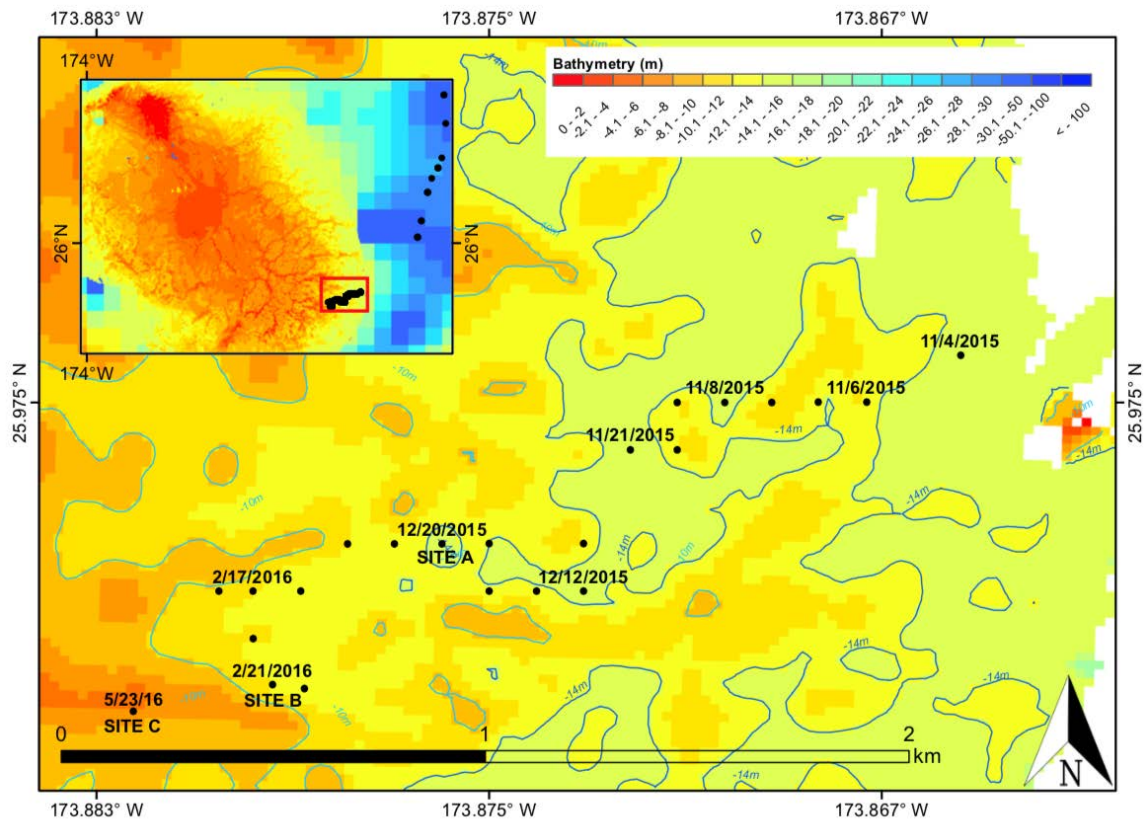 173.883° W
173.875° W
173.867° W
174°W
Bathymetry (m)
0 - -2
-2.1 - -4
-4.1 - -6
-6.1 - -8
-8.1 - -10
-10.1 - -12
-12.1 - -14
-14.1 - -16
-16.1 - -18
-18.1 - -20
-20.1 - -22
-22.1 - -24
-24.1 - -26
-26.1 - -28
-28.1 - -30
-30.1 - -50
-50.1 - -100
< - 100
-14m
-10m
26°N
26°N
174°W
-10m
25.975° N
25.975° N
11/4/2015
11/8/2015
11/6/2015
11/21/2015
-14m
-14m
-10m
-14m
-10m
-14m
-10m
12/20/2015
SITE A
2/17/2016
12/12/2015
-14m
2/21/2016
SITE B
5/23/16
SITE C
-10m
-10m
-14m
-14m
-14m
0
1
2
km
N
173.883° W
173.875° W
173.867° W